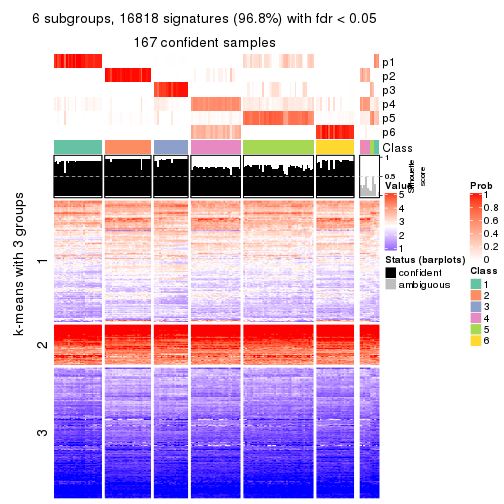 6 subgroups, 16818 signatures (96.8%) with fdr < 0.05
167 confident samples
p1
p2
p3
p4
p5
p6
Class
1
0.5
0
Silhouette
score
k-means with 3 groups
1
2
3
Value
5
4
3
2
1
Status (barplots)
confident
ambiguous
Prob
1
0.8
0.6
0.4
0.2
0
Class
1
2
3
4
5
6